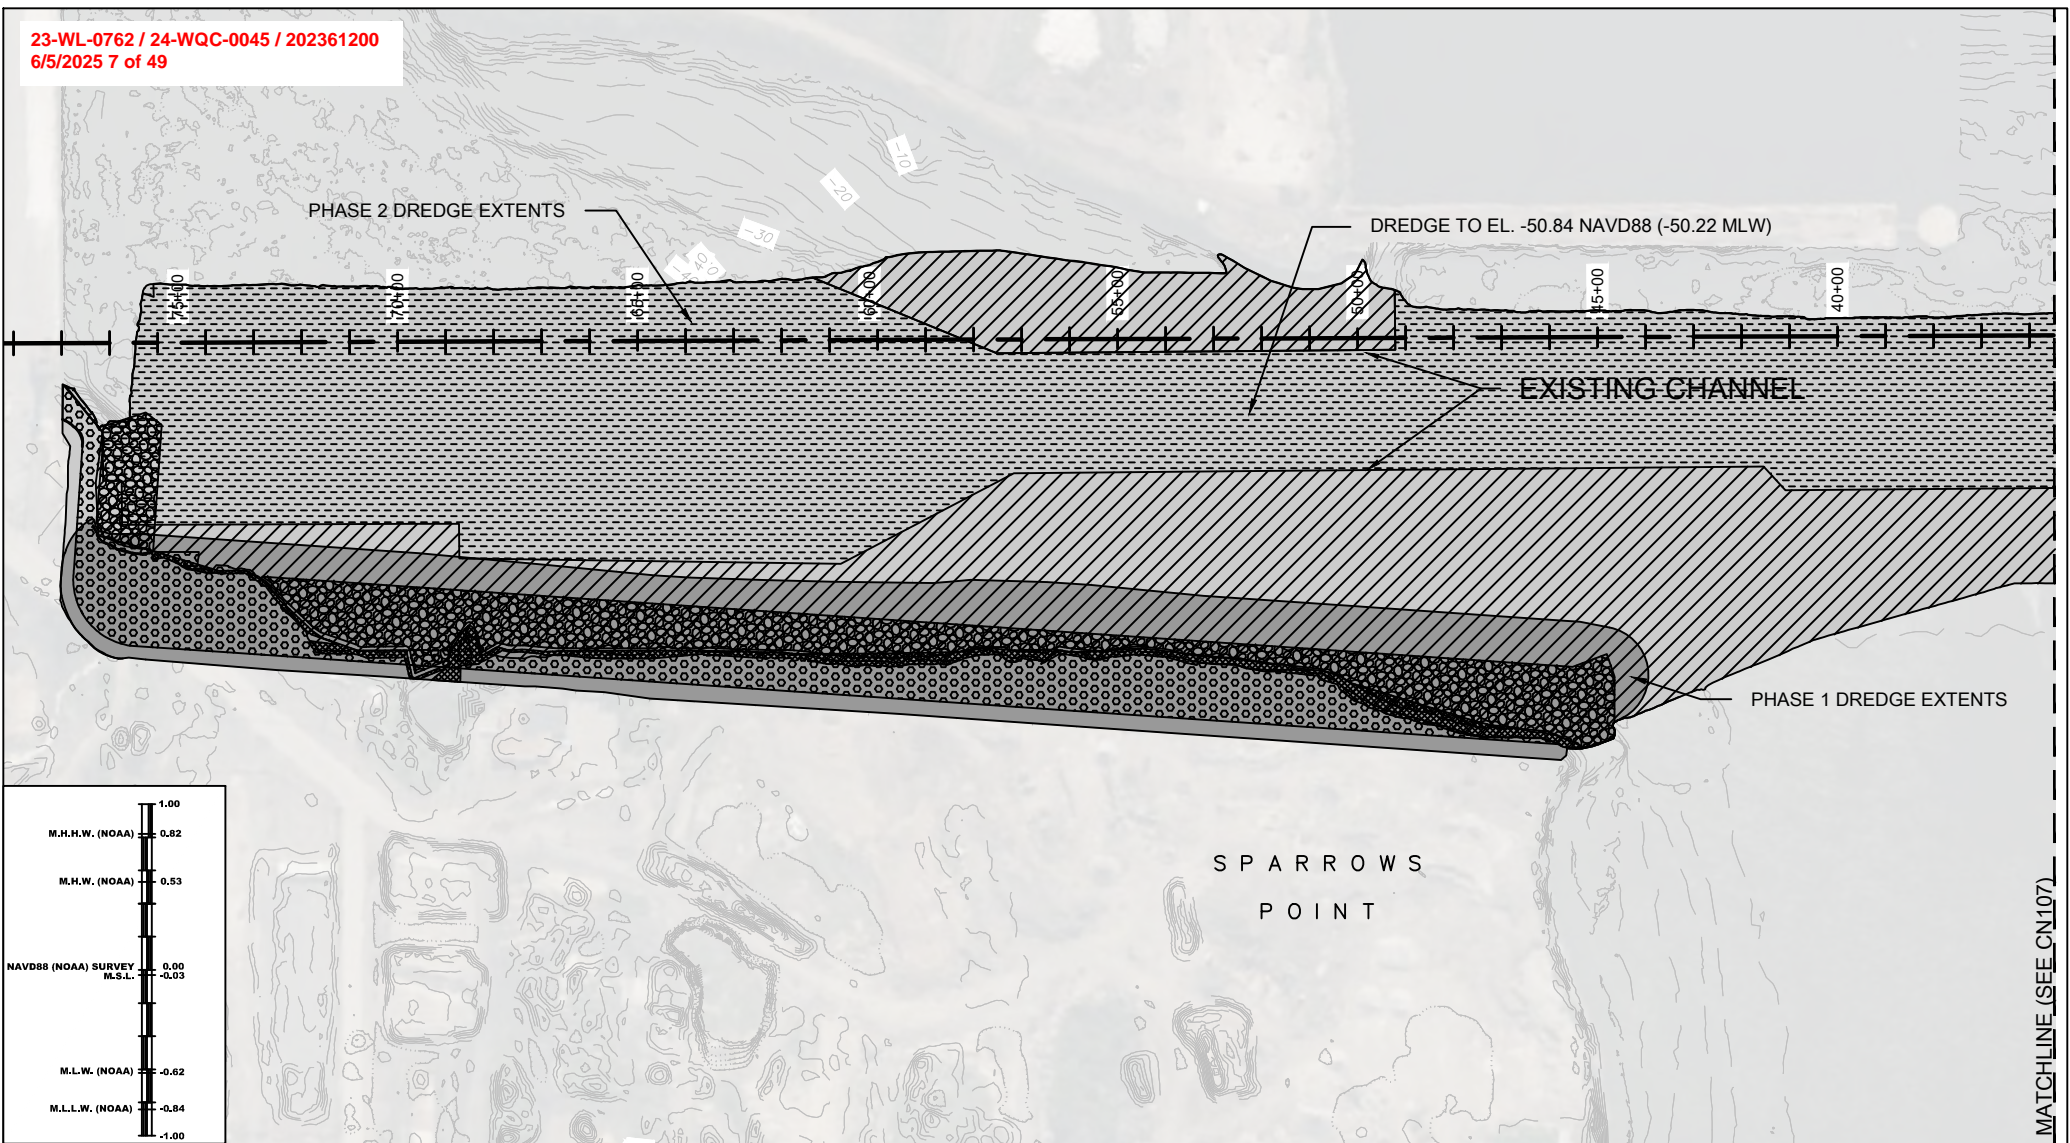 23-WL-0762 / 24-WQC-0045 / 202361200
6/5/2025 7 of 49
-10
-20
-30
PHASE 2 DREDGE EXTENTS
DREDGE TO EL. -50.84 NAVD88 (-50.22 MLW)
75+00
70+00
65+00
60+00
55+00
50+00
45+00
40+00
EXISTING CHANNEL
PHASE 1 DREDGE EXTENTS
SPARROWS
POINT
1.00
M.H.H.W. (NOAA) 0.82
M.H.W. (NOAA) 0.53
NAVD88 (NOAA) SURVEY 0.00
M.S.L. -0.03
M.L.W. (NOAA) -0.62
M.L.L.W. (NOAA) -0.84
-1.00
MATCHLINE (SEE CN107)